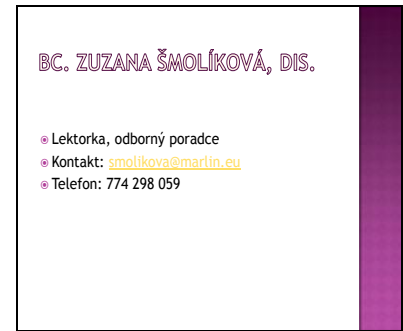 BC. ZUZANA ŠMOLÍKOVÁ, DIS.
Lektorka, odborný poradce
Kontakt: smolikova@marlin.eu
Telefon: 774 298 059